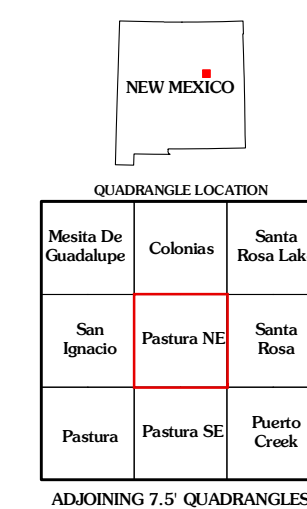 NEW MEXICO
QUADRANGLE LOCATION
Mesita De
Guadalupe
Colonias
Santa
Rosa Lak
San
Ignacio
Pastura NE
Santa
Rosa
Pastura
Pastura SE
Puerto
Creek
ADJOINING 7.5' QUADRANGLES